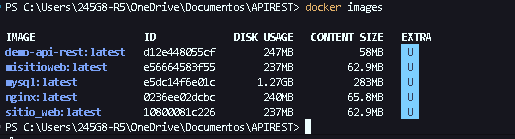 PS C:\Users\245G8-R5\OneDrive\Documentos\APIREST> docker images
IMAGE ID DISK USAGE CONTENT SIZE EXTRA
demo-api-rest:latest d12e448055cf 247MB 58MB U
misitioweb:latest e56664583f55 237MB 62.9MB U
mysql:latest e5dc14f6e01c 1.27GB 283MB U
nginx:latest 0236ee02dcbc 240MB 65.8MB U
sitio_web:latest 10800081c226 237MB 62.9MB U
PS C:\Users\245G8-R5\OneDrive\Documentos\APIREST>